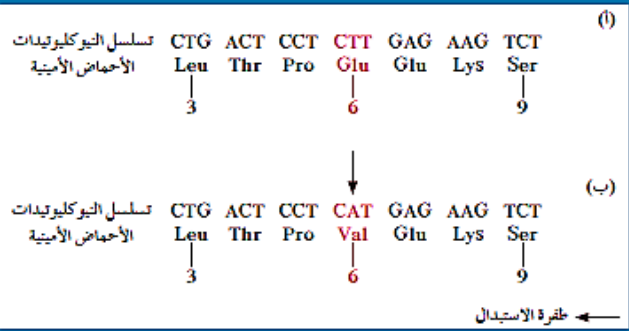 (أ)
تسلسل النيوكليوتيدات CTG ACT CCT CTT GAG AAG TCT
الأحماض الأمينية Leu Thr Pro Glu Glu Lys Ser
3 6 9
(ب)
تسلسل النيوكليوتيدات CTG ACT CCT CAT GAG AAG TCT
الأحماض الأمينية Leu Thr Pro Val Glu Lys Ser
3 6 9
طفرة الاستبدال